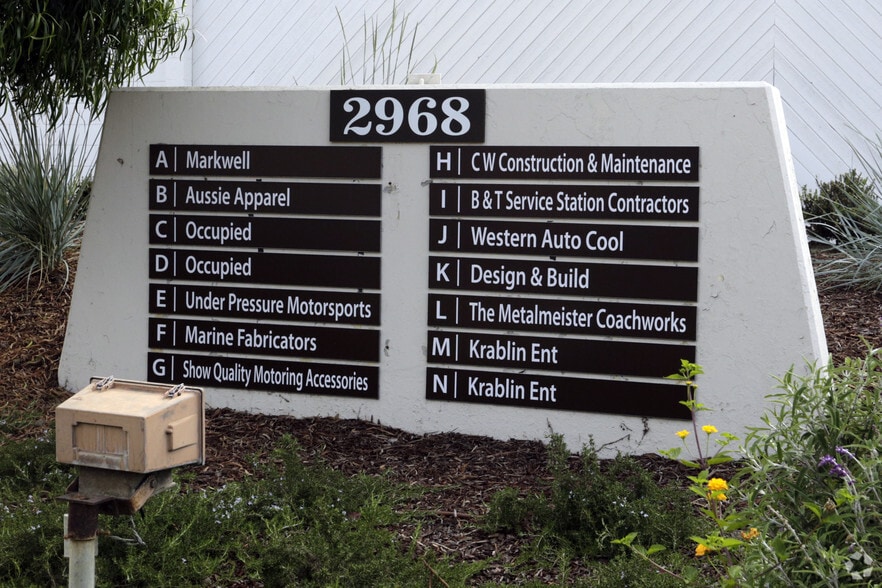 2968
A Markwell
B Aussie Apparel
C Occupied
D Occupied
E Under Pressure Motorsports
F Marine Fabricators
G Show Quality Motoring Accessories
H C W Construction & Maintenance
I B & T Service Station Contractors
J Western Auto Cool
K Design & Build
L The Metalmeister Coachworks
M Krablin Ent
N Krablin Ent